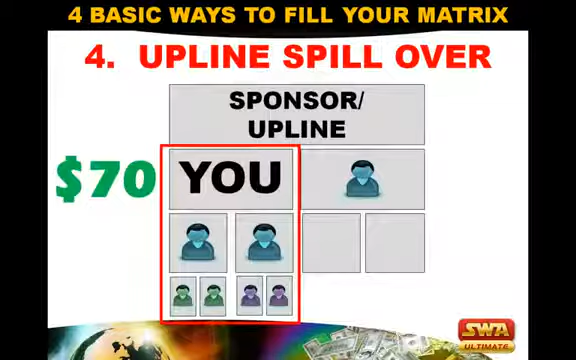 4 BASIC WAYS TO FILL YOUR MATRIX
4. UPLINE SPILL OVER
SPONSOR/
UPLINE
$70
YOU
SWA
ULTIMATE